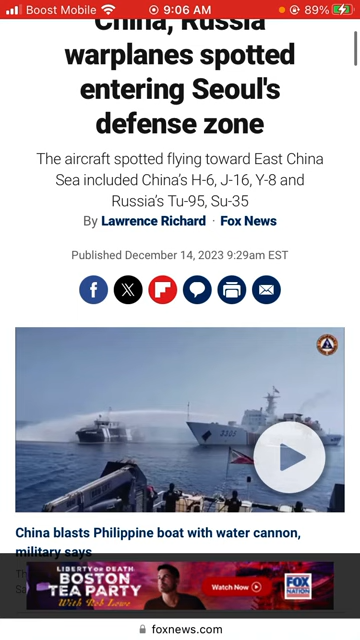 Boost Mobile 9:06 AM 89%
China, Russia
warplanes spotted
entering Seoul's
defense zone
The aircraft spotted flying toward East China
Sea included China's H-6, J-16, Y-8 and
Russia's Tu-95, Su-35
By Lawrence Richard · Fox News
Published December 14, 2023 9:29am EST
China blasts Philippine boat with water cannon,
military says
LIBERTY OR DEATH
BOSTON
TEA PARTY
With Rob Lowe
Watch Now
FOX
NATION
foxnews.com